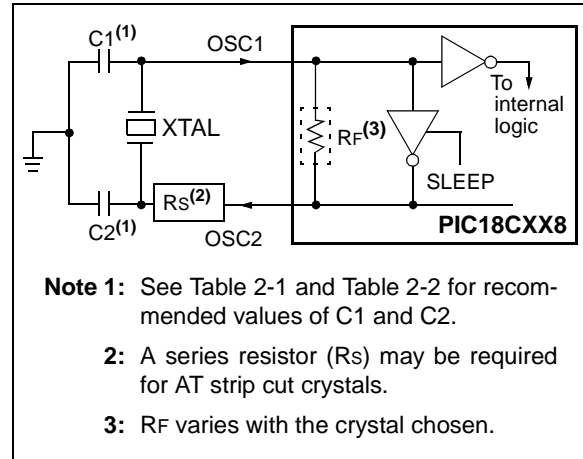 C1(1)
OSC1
To
internal
logic
XTAL
RF(3)
SLEEP
C2(1)
RS(2)
OSC2
PIC18CXX8
Note 1: See Table 2-1 and Table 2-2 for recom-
mended values of C1 and C2.
2: A series resistor (RS) may be required
for AT strip cut crystals.
3: RF varies with the crystal chosen.